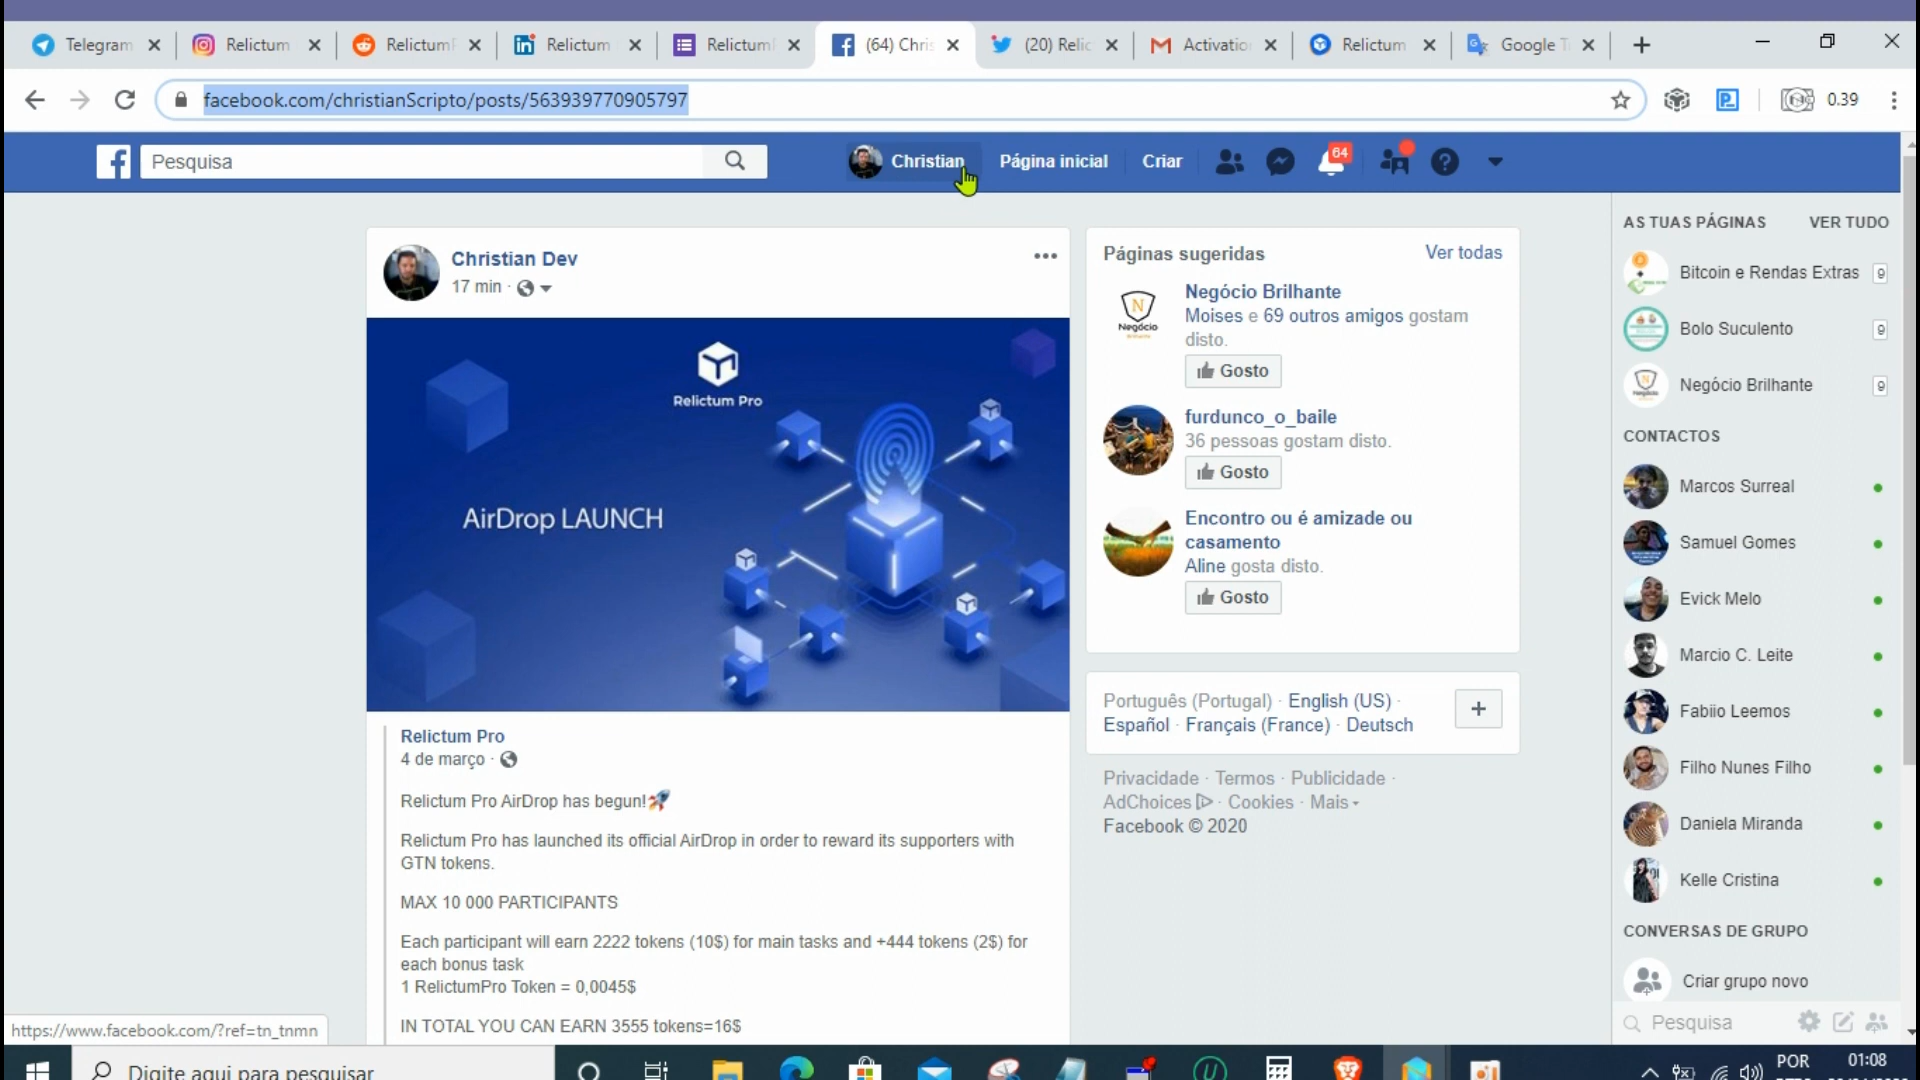 Telegram
Relictum
Relictum
Relictum
Relictum
(64) Chris
(20) Relic
Activatio
Relictum
Google T
facebook.com/christianScripto/posts/563939770905797
0.39
Pesquisa
Christian
Página inicial
Criar
64
Christian Dev
17 min ·
Relictum Pro
AirDrop LAUNCH
Relictum Pro
4 de março ·
Relictum Pro AirDrop has begun!🚀
Relictum Pro has launched its official AirDrop in order to reward its supporters with
GTN tokens.
MAX 10 000 PARTICIPANTS
Each participant will earn 2222 tokens (10$) for main tasks and +444 tokens (2$) for
each bonus task
1 RelictumPro Token = 0,0045$
IN TOTAL YOU CAN EARN 3555 tokens=16$
Páginas sugeridas
Ver todas
Negócio Brilhante
Moises e 69 outros amigos gostam
disto.
Gosto
Negócio
furdunco_o_baile
36 pessoas gostam disto.
Gosto
Encontro ou é amizade ou
casamento
Aline gosta disto.
Gosto
Português (Portugal) · English (US) ·
Español · Français (France) · Deutsch
Privacidade · Termos · Publicidade ·
AdChoices · Cookies · Mais
Facebook © 2020
AS TUAS PÁGINAS
VER TUDO
Bitcoin e Rendas Extras
9
Bolo Suculento
9
Negócio Brilhante
9
CONTACTOS
Marcos Surreal
Samuel Gomes
Evick Melo
Marcio C. Leite
Fabiio Leemos
Filho Nunes Filho
Daniela Miranda
Kelle Cristina
CONVERSAS DE GRUPO
Criar grupo novo
Pesquisa
https://www.facebook.com/?ref=tn_tnmn
Digite aqui para pesquisar
POR
01:08